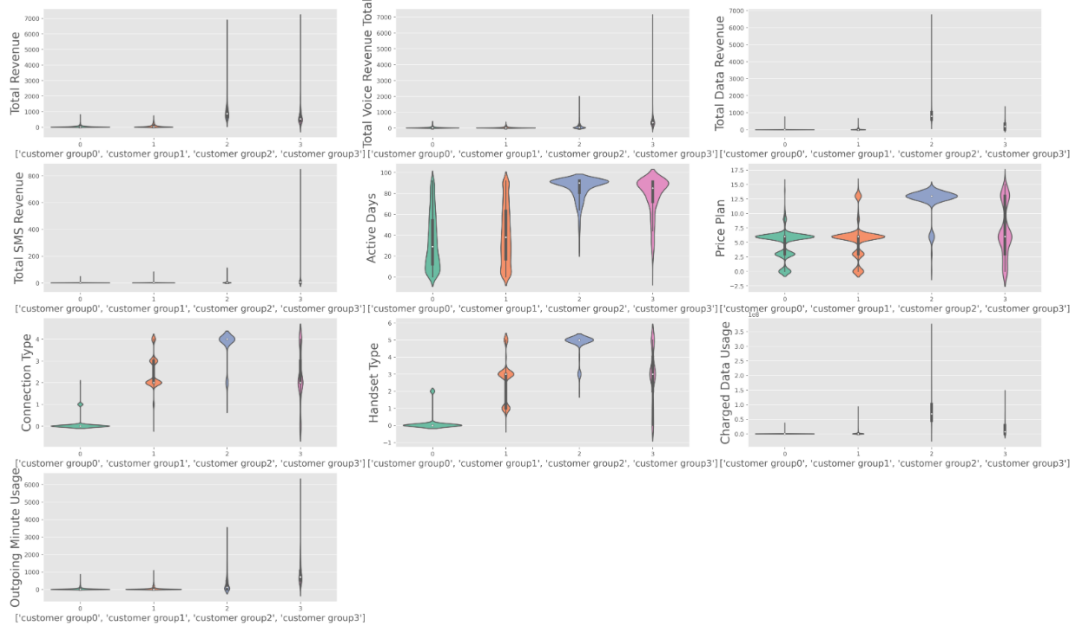 Total Revenue
7000
6000
5000
4000
3000
2000
1000
0
0 1 2 3
['customer group0', 'customer group1', 'customer group2', 'customer group3']
Total Voice Revenue Total
7000
6000
5000
4000
3000
2000
1000
0
0 1 2 3
['customer group0', 'customer group1', 'customer group2', 'customer group3']
Total Data Revenue
7000
6000
5000
4000
3000
2000
1000
0
0 1 2 3
['customer group0', 'customer group1', 'customer group2', 'customer group3']
Total SMS Revenue
800
600
400
200
0
0 1 2 3
['customer group0', 'customer group1', 'customer group2', 'customer group3']
Active Days
100
80
60
40
20
0
0 1 2 3
['customer group0', 'customer group1', 'customer group2', 'customer group3']
Price Plan
17.5
15.0
12.5
10.0
7.5
5.0
2.5
0.0
−2.5
0 1 2 3
['customer group0', 'customer group1', 'customer group2', 'customer group3']
Connection Type
4
3
2
1
0
0 1 2 3
['customer group0', 'customer group1', 'customer group2', 'customer group3']
Handset Type
6
5
4
3
2
1
0
−1
0 1 2 3
['customer group0', 'customer group1', 'customer group2', 'customer group3']
Charged Data Usage
1e8
3.5
3.0
2.5
2.0
1.5
1.0
0.5
0.0
0 1 2 3
['customer group0', 'customer group1', 'customer group2', 'customer group3']
Outgoing Minute Usage
6000
5000
4000
3000
2000
1000
0
0 1 2 3
['customer group0', 'customer group1', 'customer group2', 'customer group3']